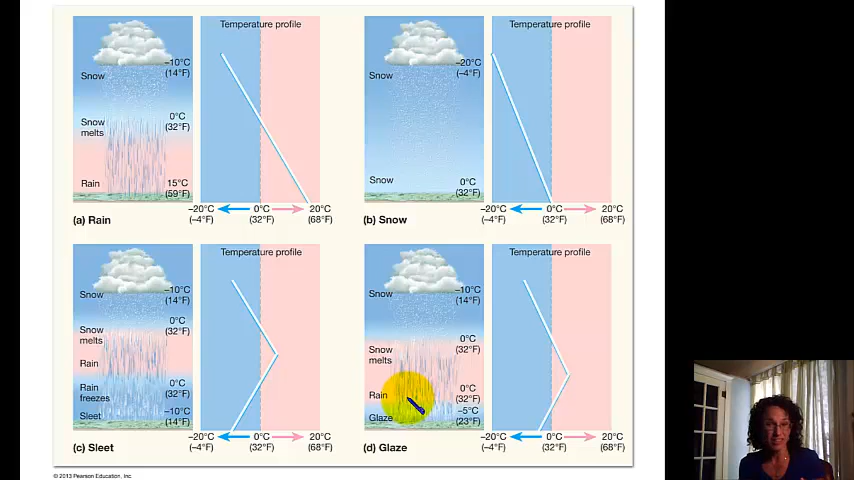 Temperature profile
Snow
–10°C
(14°F)
Snow
melts
0°C
(32°F)
Rain
15°C
(59°F)
–20°C
(–4°F)
0°C
(32°F)
20°C
(68°F)
(a) Rain
Temperature profile
Snow
–20°C
(–4°F)
Snow
0°C
(32°F)
–20°C
(–4°F)
0°C
(32°F)
20°C
(68°F)
(b) Snow
Temperature profile
Snow
–10°C
(14°F)
Snow
melts
0°C
(32°F)
Rain
Rain
freezes
0°C
(32°F)
Sleet
–10°C
(14°F)
–20°C
(–4°F)
0°C
(32°F)
20°C
(68°F)
(c) Sleet
Temperature profile
Snow
–10°C
(14°F)
0°C
(32°F)
Snow
melts
Rain
0°C
(32°F)
Glaze
–5°C
(23°F)
–20°C
(–4°F)
0°C
(32°F)
20°C
(68°F)
(d) Glaze
© 2013 Pearson Education, Inc.